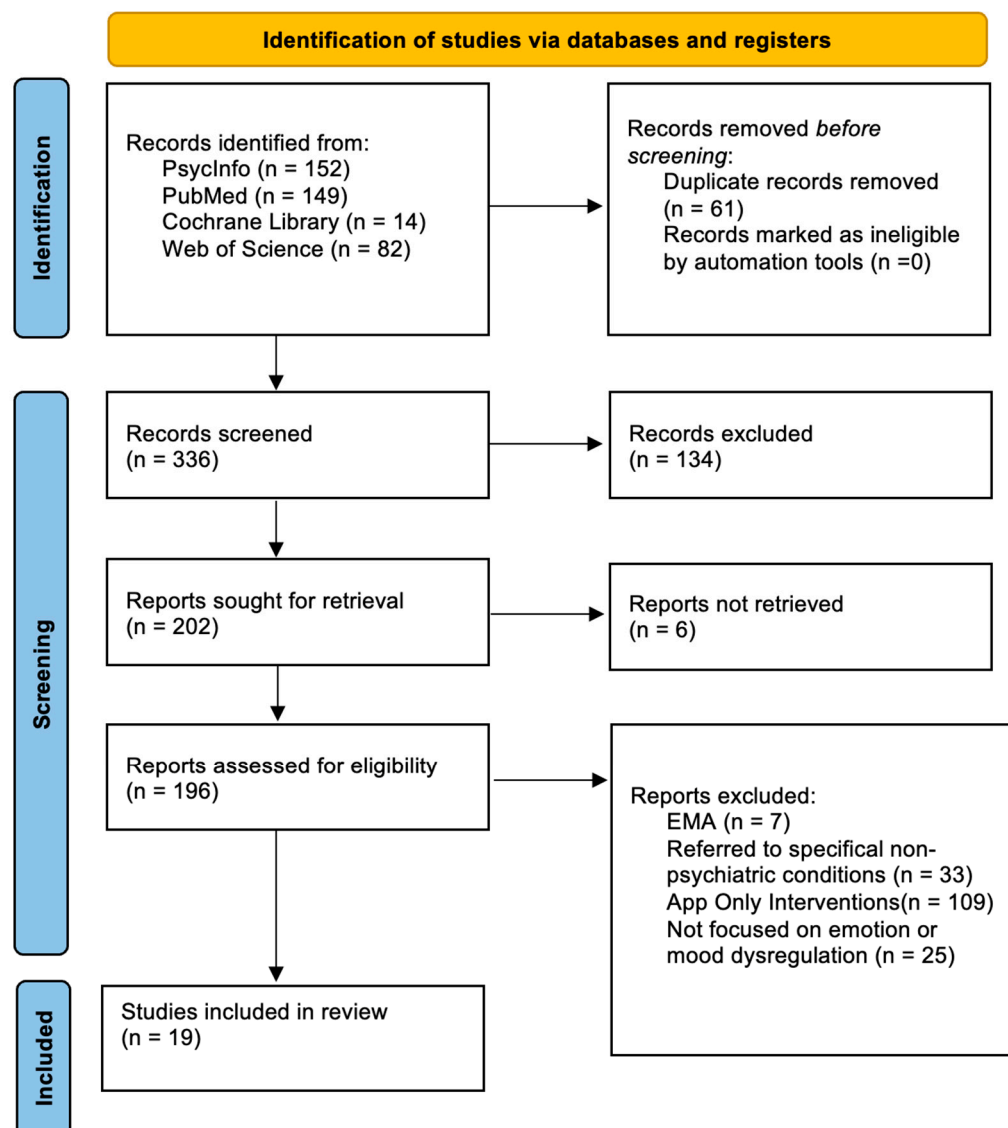 Identification of studies via databases and registers
Identification
Records identified from:
PsycInfo (n = 152)
PubMed (n = 149)
Cochrane Library (n = 14)
Web of Science (n = 82)
Records removed before
screening:
Duplicate records removed
(n = 61)
Records marked as ineligible
by automation tools (n =0)
Screening
Records screened
(n = 336)
Records excluded
(n = 134)
Reports sought for retrieval
(n = 202)
Reports not retrieved
(n = 6)
Reports assessed for eligibility
(n = 196)
Reports excluded:
EMA (n = 7)
Referred to specifical non-
psychiatric conditions (n = 33)
App Only Interventions(n = 109)
Not focused on emotion or
mood dysregulation (n = 25)
Included
Studies included in review
(n = 19)